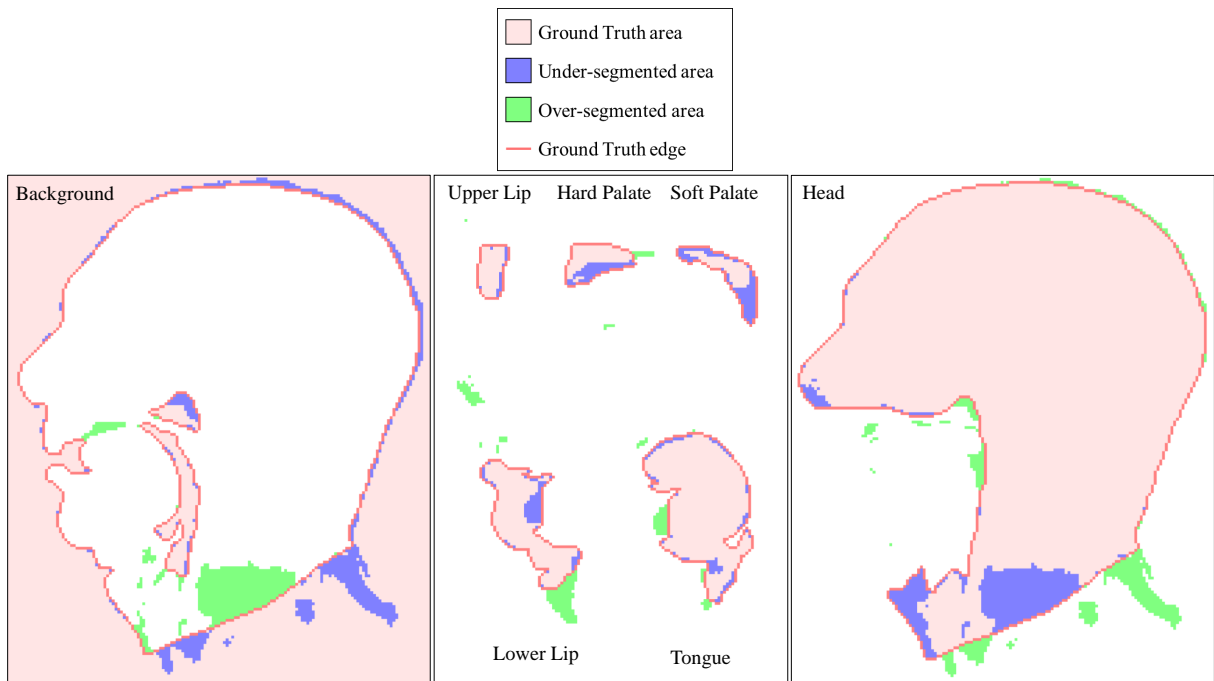 Ground Truth area
Under-segmented area
Over-segmented area
Ground Truth edge
Background
Upper Lip
Hard Palate
Soft Palate
Head
Lower Lip
Tongue